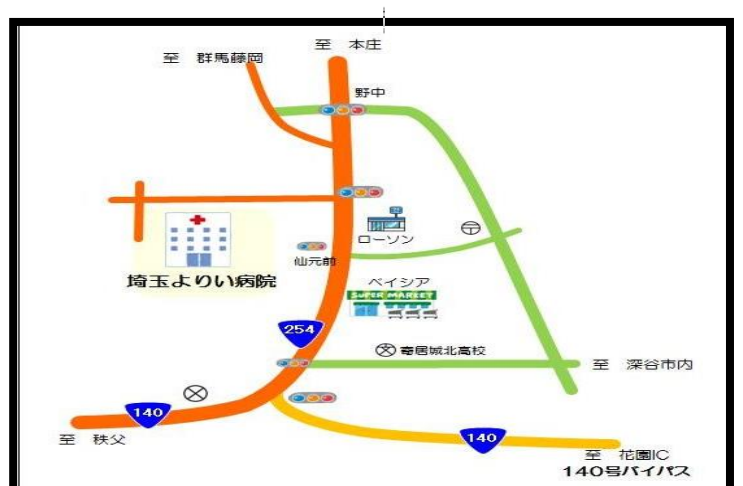 至 本庄
至 群馬藤岡
野中
ローソン
〒
仙元前
埼玉よりい病院
ベイシア
SUPER MARKET
254
寄居城北高校
文
至 深谷市内
140
140
至 秩父
至 花園IC
140号バイパス